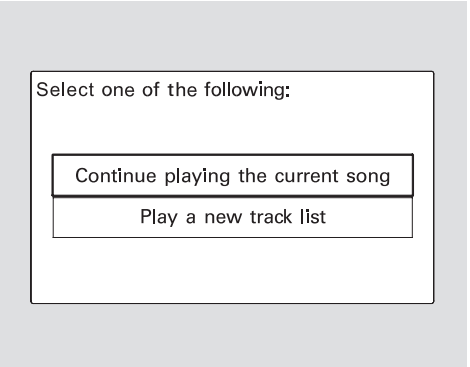 Select one of the following:
Continue playing the current song
Play a new track list